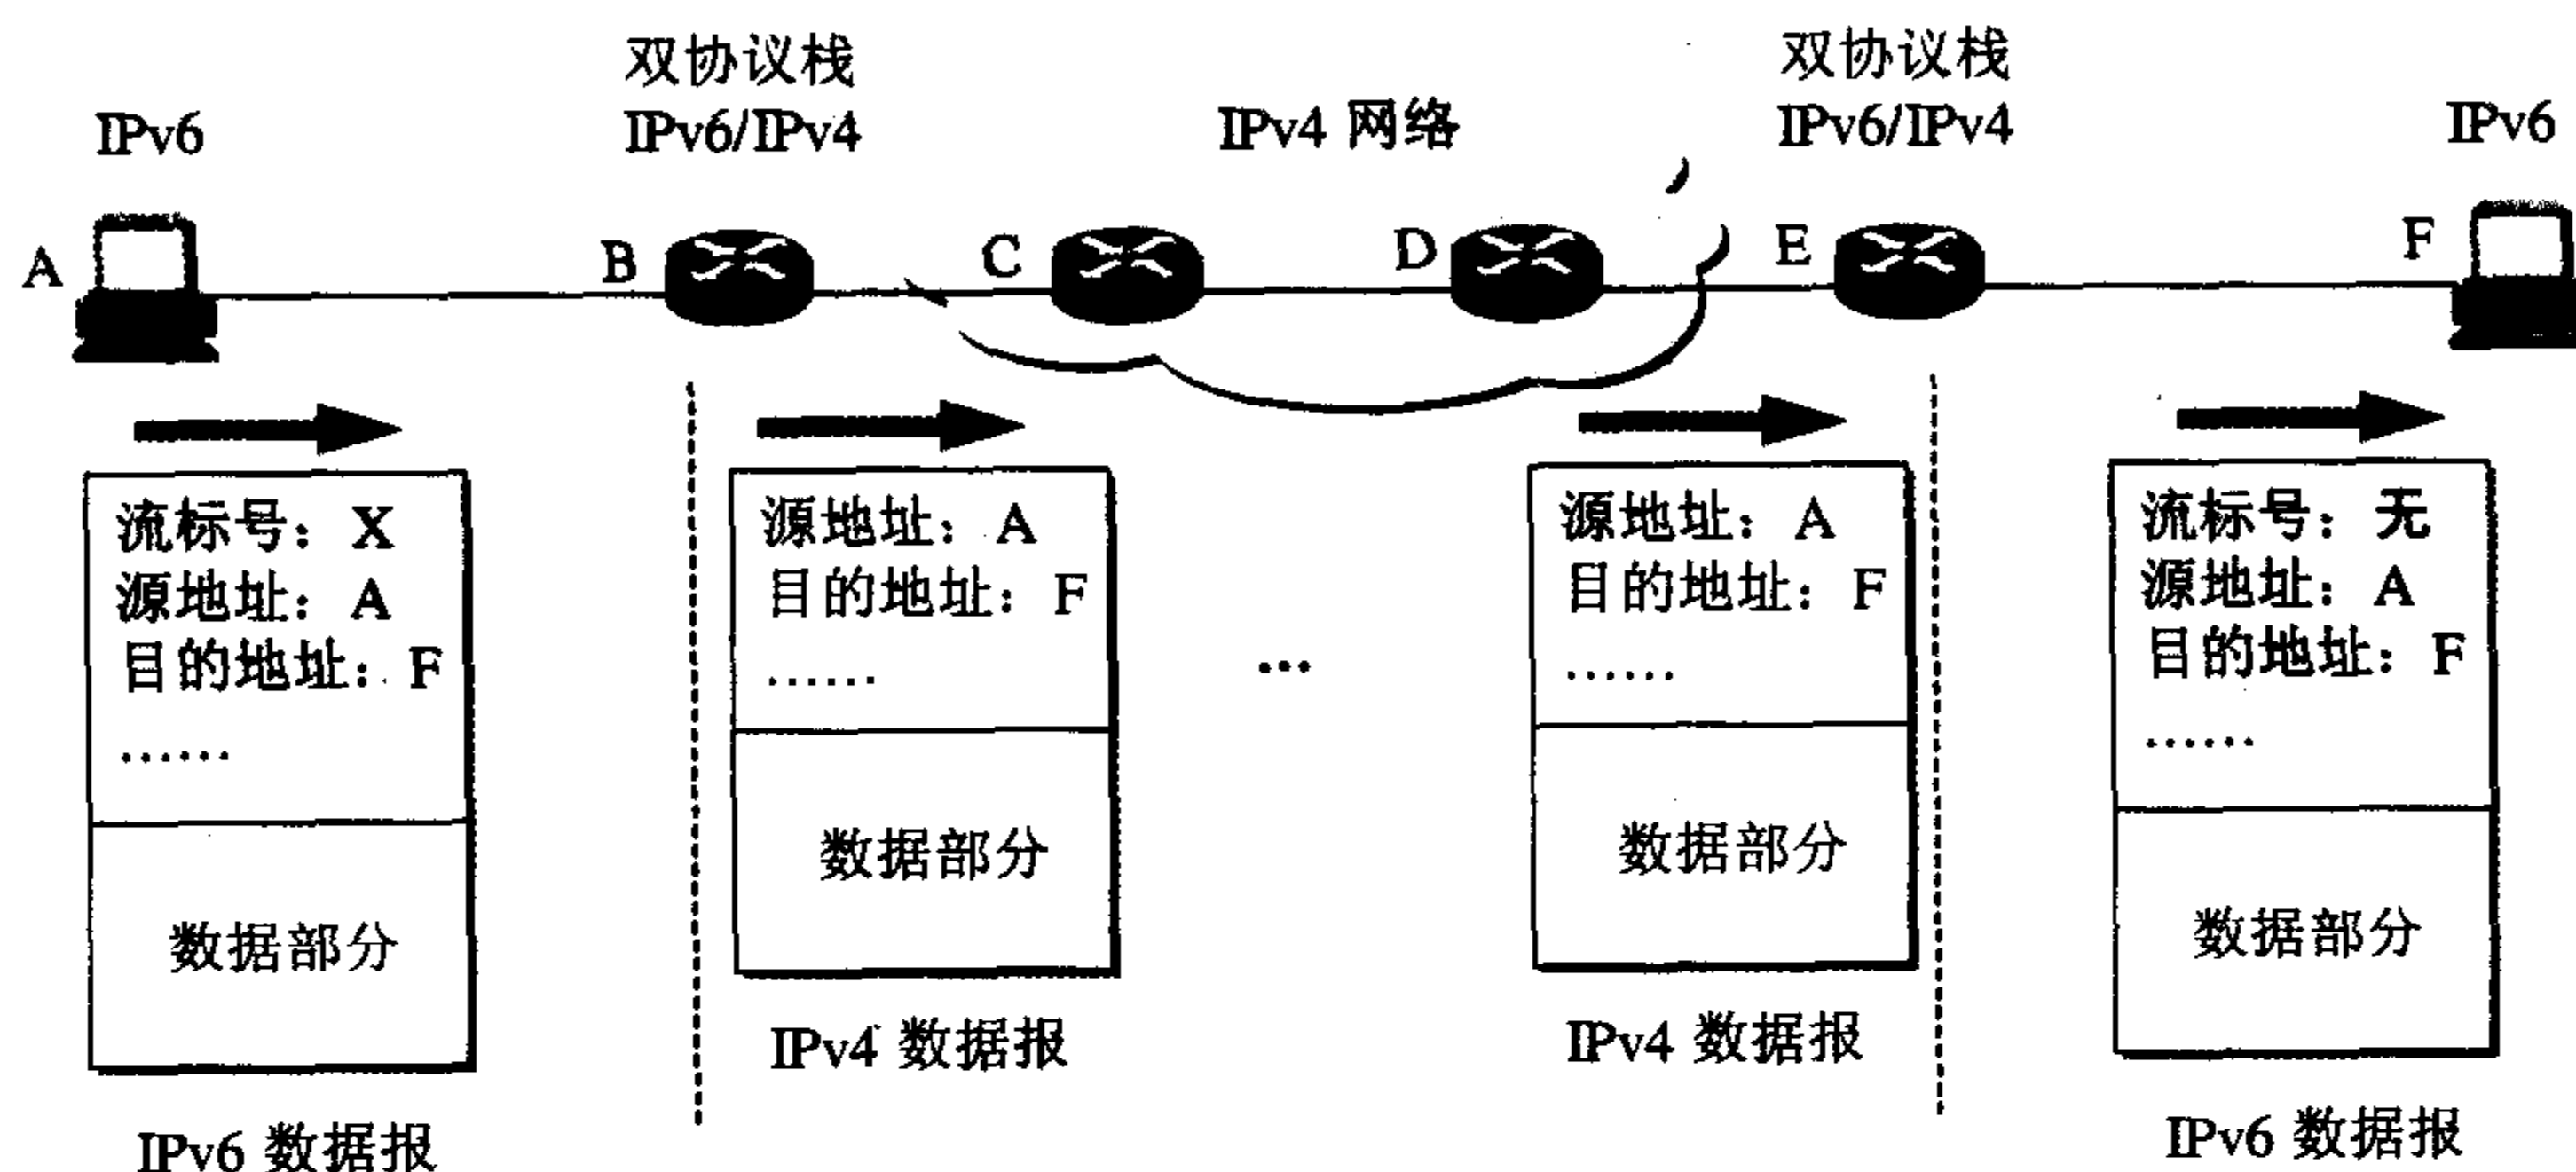 双协议栈
双协议栈
IPv6
IPv6/IPv4
IPv4 网络
IPv6/IPv4
IPv6
A
B
C
D
E
F
流标号：X
源地址：A
目的地址：F
……
数据部分
IPv6 数据报
源地址：A
目的地址：F
……
数据部分
IPv4 数据报
…
源地址：A
目的地址：F
……
数据部分
IPv4 数据报
流标号：无
源地址：A
目的地址：F
……
数据部分
IPv6 数据报